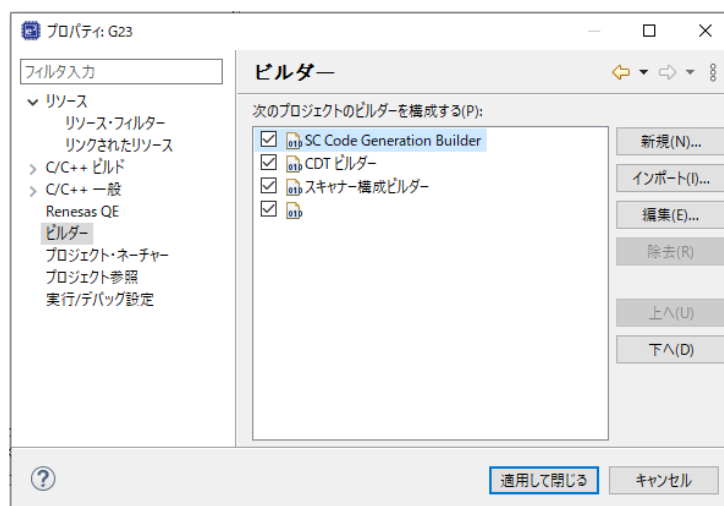 プロパティ: G23
フィルタ入力
ビルダー
リソース
リソース・フィルター
リンクされたリソース
C/C++ ビルド
C/C++ 一般
Renesas QE
ビルダー
プロジェクト・ネーチャー
プロジェクト参照
実行/デバッグ設定
次のプロジェクトのビルダーを構成する(P):
SC Code Generation Builder
CDT ビルダー
スキャナー構成ビルダー
新規(N)...
インポート(I)...
編集(E)...
除去(R)
上へ(U)
下へ(D)
適用して閉じる
キャンセル